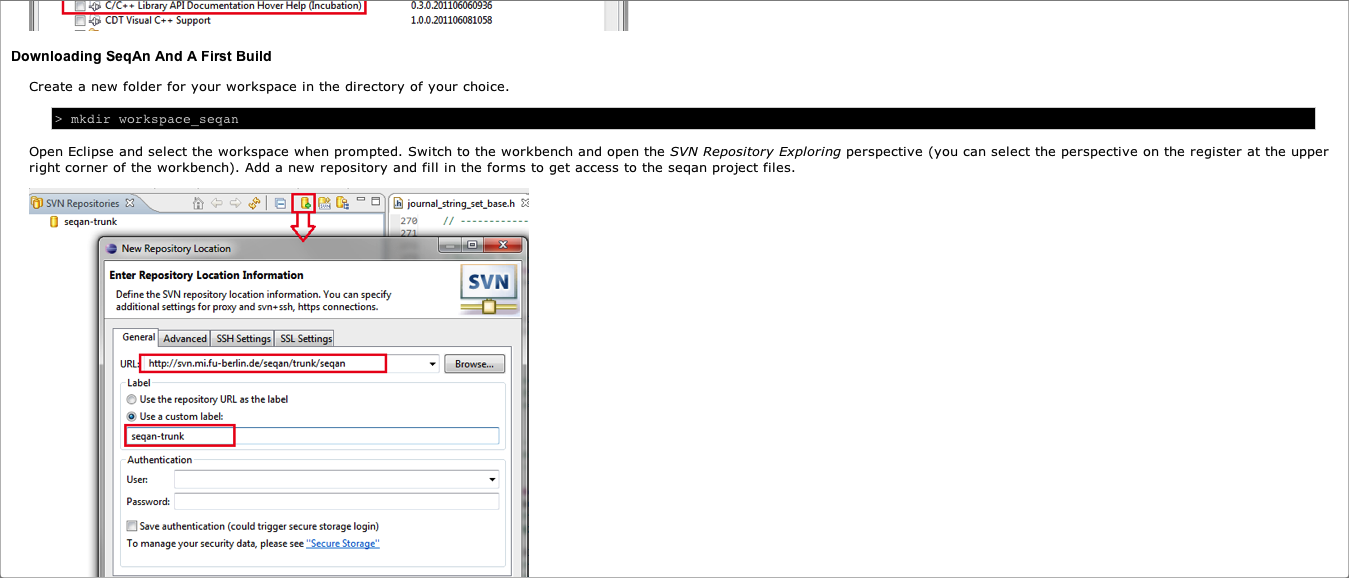 C/C++ Library API Documentation Hover Help (Incubation) 0.3.0.201106060936
CDT Visual C++ Support 1.0.0.201106081058
Downloading SeqAn And A First Build
Create a new folder for your workspace in the directory of your choice.
> mkdir workspace_seqan
Open Eclipse and select the workspace when prompted. Switch to the workbench and open the SVN Repository Exploring perspective (you can select the perspective on the register at the upper
right corner of the workbench). Add a new repository and fill in the forms to get access to the seqan project files.
SVN Repositories journal_string_set_base.h
seqan-trunk 270 // ------------
271
New Repository Location
Enter Repository Location Information
Define the SVN repository location information. You can specify
additional settings for proxy and svn+ssh, https connections.
SVN
General Advanced SSH Settings SSL Settings
URL: http://svn.mi.fu-berlin.de/seqan/trunk/seqan Browse...
Label
Use the repository URL as the label
Use a custom label:
seqan-trunk
Authentication
User:
Password:
Save authentication (could trigger secure storage login)
To manage your security data, please see "Secure Storage"